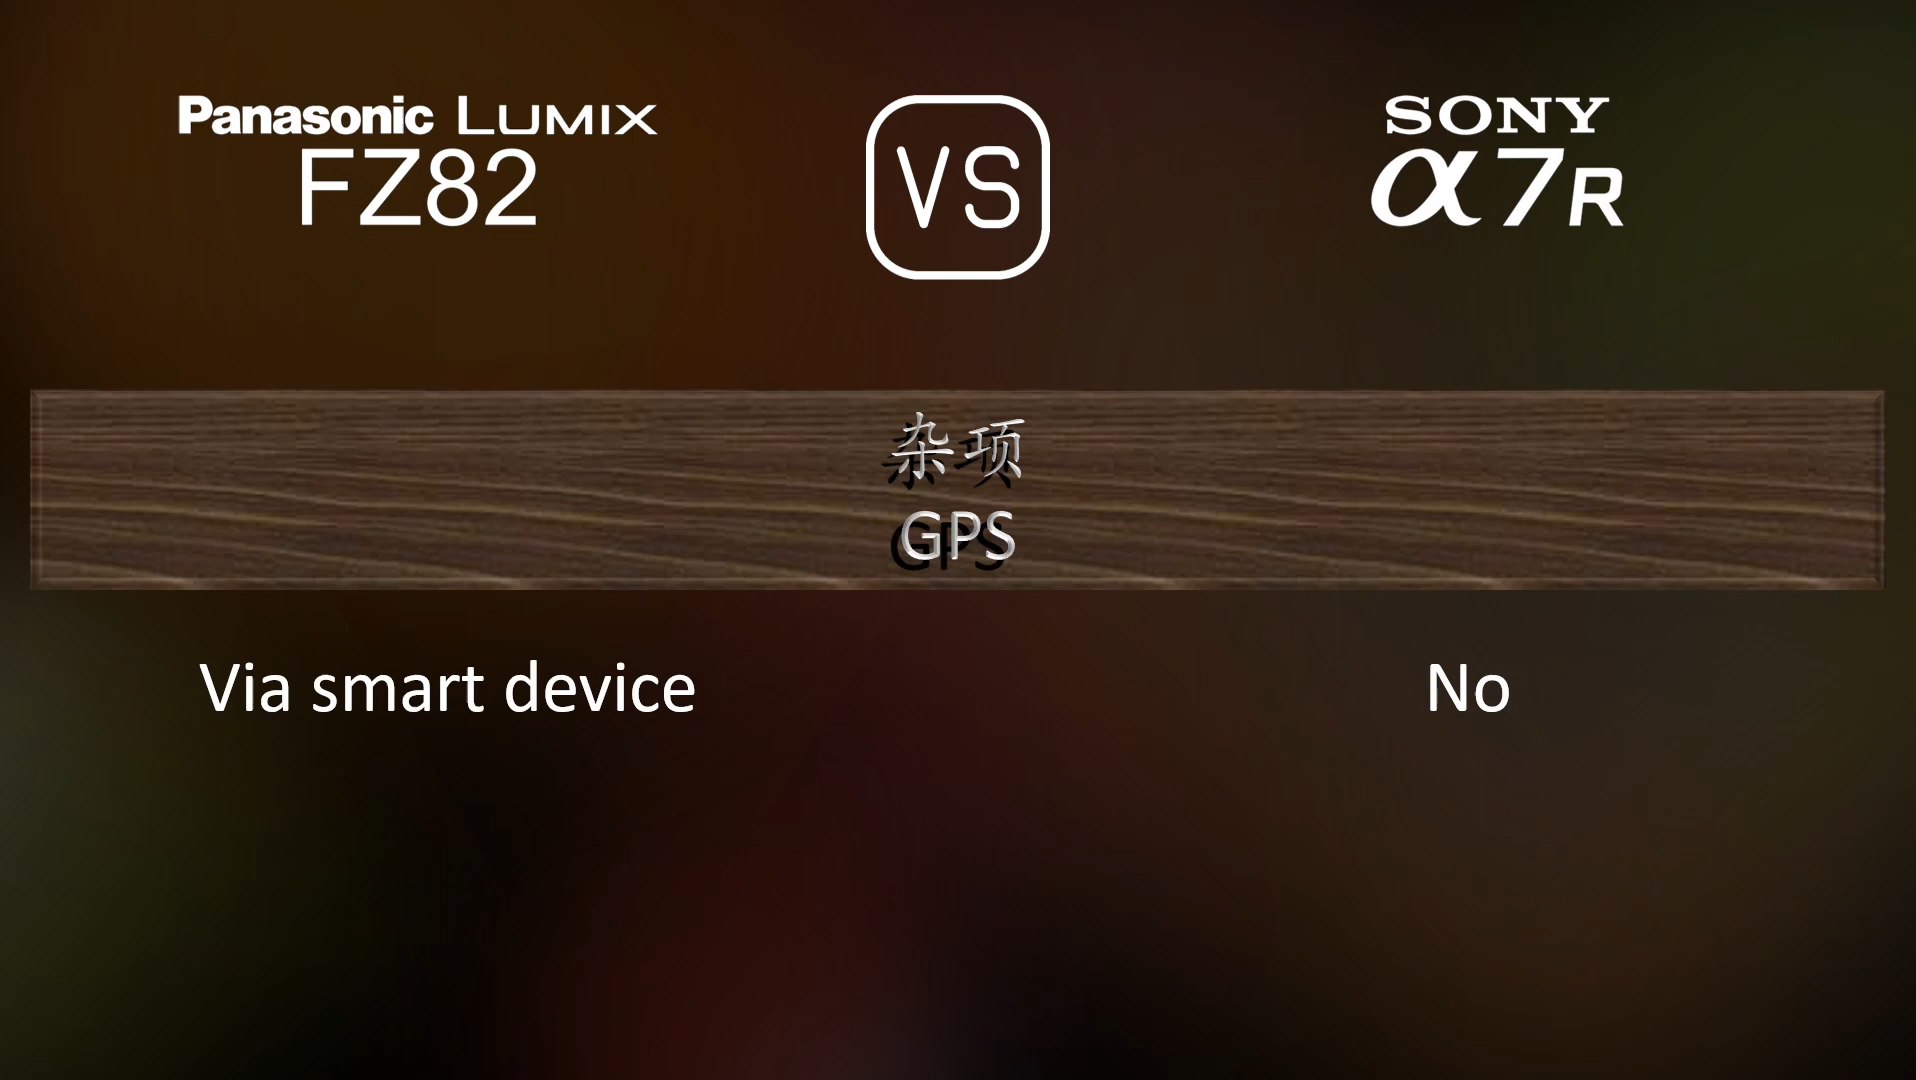 Panasonic LUMIX
FZ82
VS
SONY
α7R
杂项
GPS
Via smart device
No